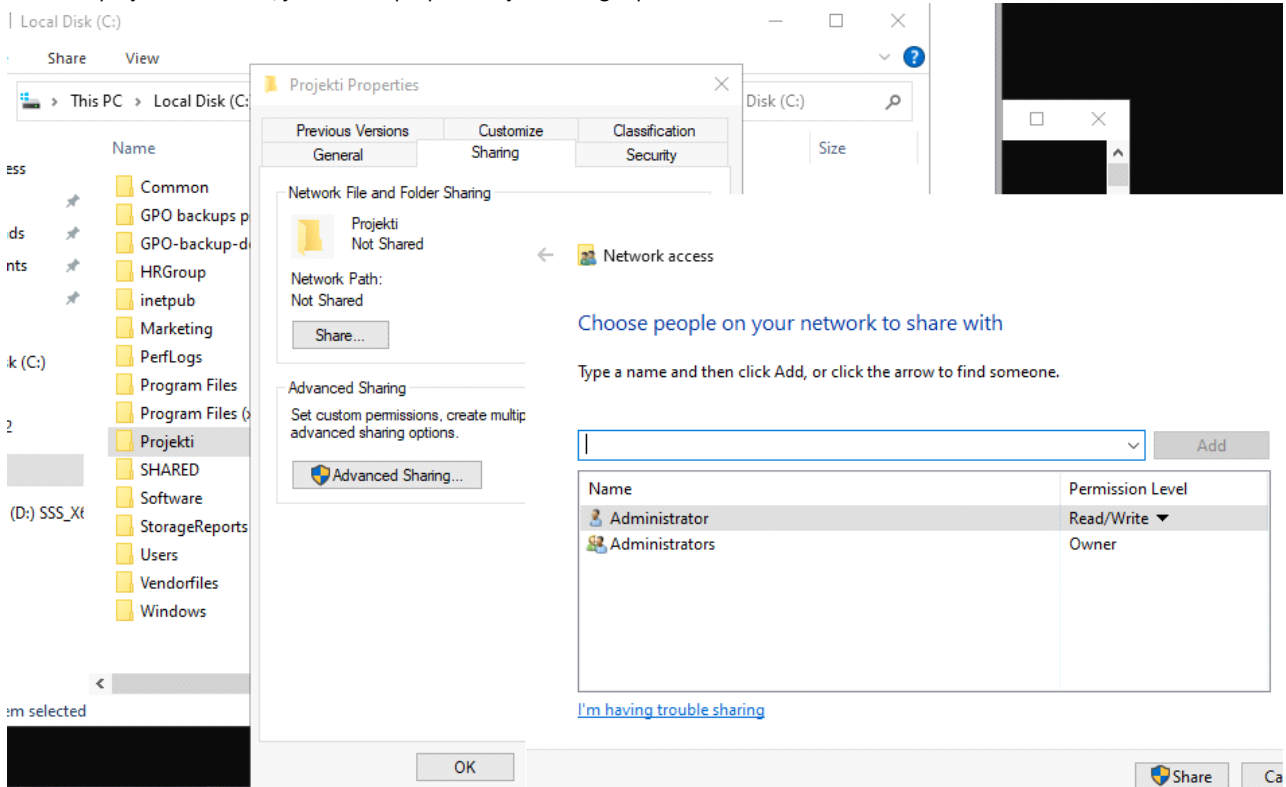 Local Disk (C:)
Share View
This PC > Local Disk (C:
Disk (C:)
Name
Size
ess
ds
nts
k (C:)
2
(D:) SSS_X6
Common
GPO backups p
GPO-backup-d
HRGroup
inetpub
Marketing
PerfLogs
Program Files
Program Files (x
Projekti
SHARED
Software
StorageReports
Users
Vendorfiles
Windows
em selected
Projekti Properties
Previous Versions Customize Classification
General Sharing Security
Network File and Folder Sharing
Projekti
Not Shared
Network Path:
Not Shared
Share...
Advanced Sharing
Set custom permissions, create multip
advanced sharing options.
Advanced Sharing...
OK
Network access
Choose people on your network to share with
Type a name and then click Add, or click the arrow to find someone.
Add
Name Permission Level
Administrator Read/Write
Administrators Owner
I'm having trouble sharing
Share Ca